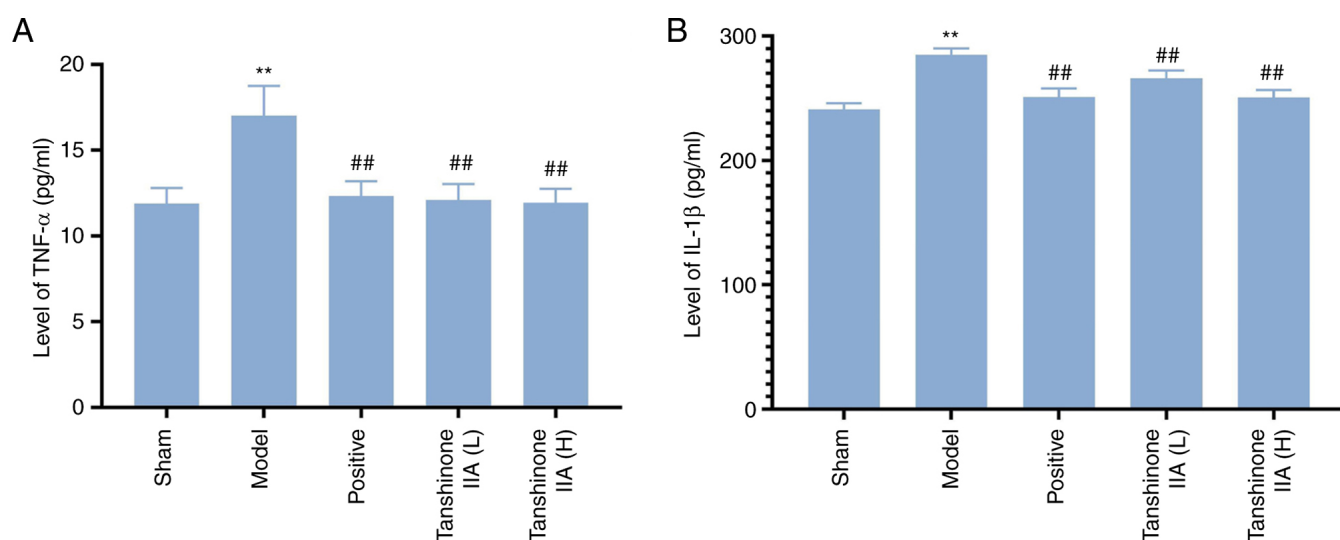 A
Level of TNF-α (pg/ml)
20
15
10
5
0
**
##
##
##
Sham
Model
Positive
Tanshinone
IIA (L)
Tanshinone
IIA (H)
B
Level of IL-1β (pg/ml)
300
200
100
0
**
##
##
##
Sham
Model
Positive
Tanshinone
IIA (L)
Tanshinone
IIA (H)